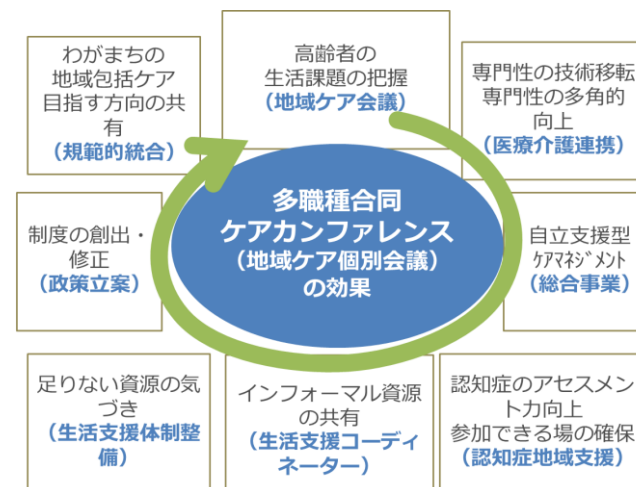 わがまちの
地域包括ケア
目指す方向の共
有
（規範的統合）
高齢者の
生活課題の把握
（地域ケア会議）
専門性の技術移転
専門性の多角的
向上
（医療介護連携）
多職種合同
ケアカンファレンス
（地域ケア個別会議）
の効果
制度の創出・
修正
（政策立案）
自立支援型
ｹｱﾏﾈｼﾞﾒﾝﾄ
（総合事業）
足りない資源の気
づき
（生活支援体制整
備）
インフォーマル資源
の共有
（生活支援コーディ
ネーター）
認知症のアセスメン
ト力向上
参加できる場の確保
（認知症地域支援）